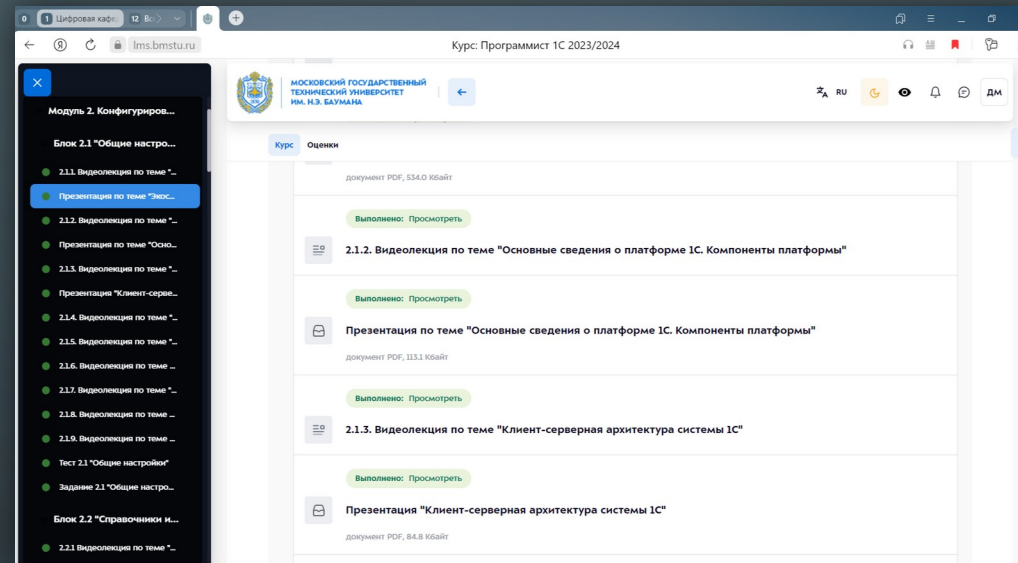 0 1 Цифровая кафе 12 Во
lms.bmstu.ru Курс: Программист 1С 2023/2024
МОСКОВСКИЙ ГОСУДАРСТВЕННЫЙ
ТЕХНИЧЕСКИЙ УНИВЕРСИТЕТ
ИМ. Н.Э. БАУМАНА
RU
ДМ
Модуль 2. Конфигуриров...
Блок 2.1 "Общие настро...
2.1.1. Видеолекция по теме "...
Презентация по теме "Экос...
2.1.2. Видеолекция по теме "...
Презентация по теме "Осно...
2.1.3. Видеолекция по теме "...
Презентация "Клиент-серве...
2.1.4. Видеолекция по теме "...
2.1.5. Видеолекция по теме "...
2.1.6. Видеолекция по теме ...
2.1.7. Видеолекция по теме "...
2.1.8. Видеолекция по теме ...
2.1.9. Видеолекция по теме ...
Тест 2.1 "Общие настройки"
Задание 2.1 "Общие настро...
Блок 2.2 "Справочники и...
2.2.1 Видеолекция по теме "...
Курс Оценки
документ PDF, 534.0 Кбайт
Выполнено: Просмотреть
2.1.2. Видеолекция по теме "Основные сведения о платформе 1С. Компоненты платформы"
Выполнено: Просмотреть
Презентация по теме "Основные сведения о платформе 1С. Компоненты платформы"
документ PDF, 113.1 Кбайт
Выполнено: Просмотреть
2.1.3. Видеолекция по теме "Клиент-серверная архитектура системы 1С"
Выполнено: Просмотреть
Презентация "Клиент-серверная архитектура системы 1С"
документ PDF, 84.8 Кбайт